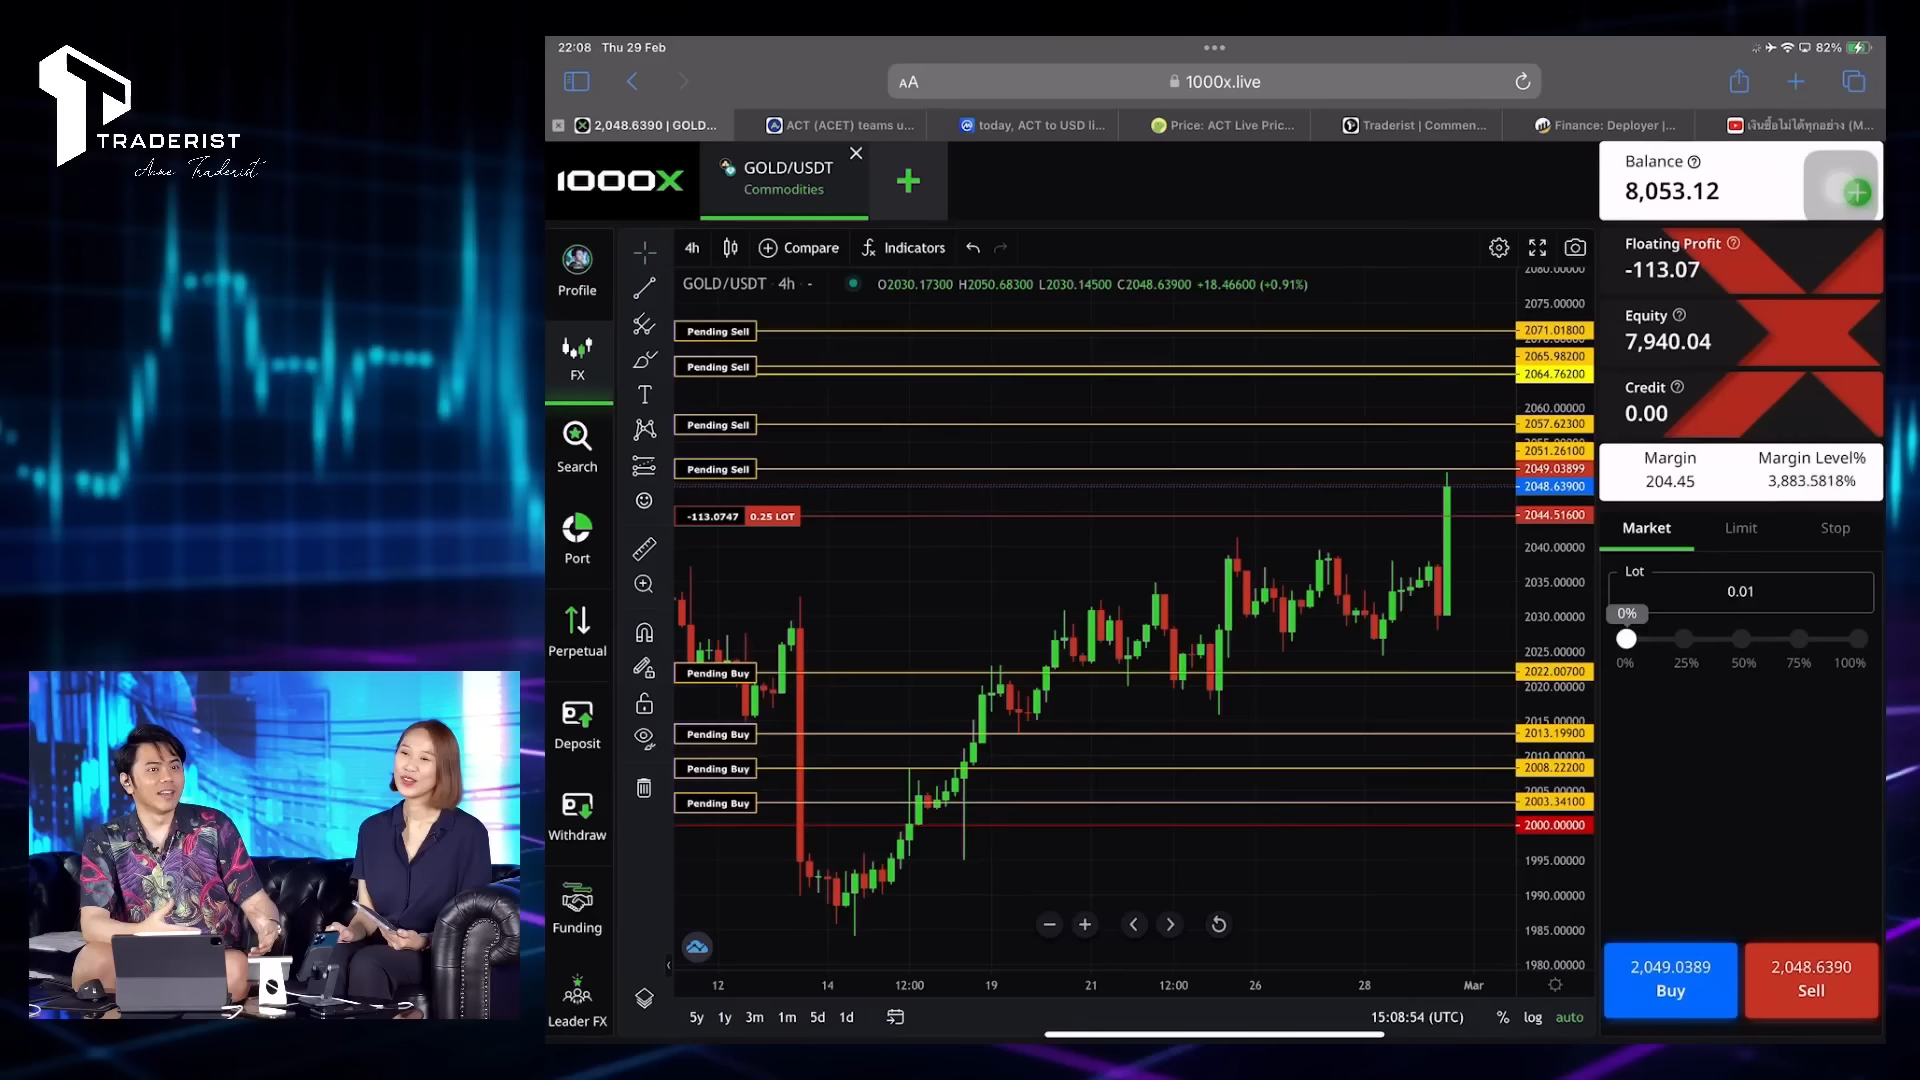 TRADERIST
Acme Traderist
22:08 Thu 29 Feb
82%
AA
1000x.live
2,048.6390 | GOLD...
ACT (ACET) teams u...
today, ACT to USD li...
Price: ACT Live Pric...
Traderist | Commen...
Finance: Deployer |...
เงินซื้อไม่ได้ทุกอย่าง (M...
1000X
GOLD/USDT
Commodities
Balance
8,053.12
Floating Profit
-113.07
Equity
7,940.04
Credit
0.00
Margin
204.45
Margin Level%
3,883.5818%
Market
Limit
Stop
Lot
0.01
0%
0%
25%
50%
75%
100%
2,049.0389
Buy
2,048.6390
Sell
Profile
FX
Search
Port
Perpetual
Deposit
Withdraw
Funding
Leader FX
4h
Compare
Indicators
GOLD/USDT · 4h · -
O2030.17300 H2050.68300 L2030.14500 C2048.63900 +18.46600 (+0.91%)
2080.00000
2075.00000
Pending Sell
2071.01800
2065.98200
Pending Sell
2064.76200
2060.00000
Pending Sell
2057.62300
2051.26100
Pending Sell
2049.03899
2048.63900
-113.0747
0.25 LOT
2044.51600
2040.00000
2035.00000
2030.00000
2025.00000
Pending Buy
2022.00700
2020.00000
2015.00000
Pending Buy
2013.19900
2010.00000
Pending Buy
2008.22200
2005.00000
Pending Buy
2003.34100
2000.00000
1995.00000
1990.00000
1985.00000
1980.00000
12
14
12:00
19
21
12:00
26
28
Mar
5y
1y
3m
1m
5d
1d
15:08:54 (UTC)
%
log
auto